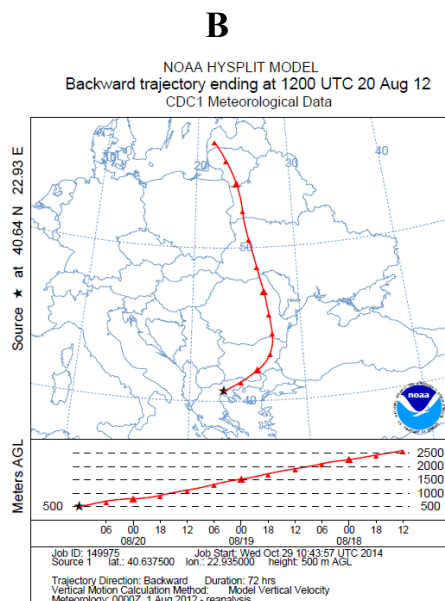 B
NOAA HYSPLIT MODEL
Backward trajectory ending at 1200 UTC 20 Aug 12
CDC1 Meteorological Data
Source ★ at 40.64 N 22.93 E
10 20 30 40
50
40
noaa
Meters AGL
500
2500
2000
1500
1000
500
06 00 18 12 06 00 18 12 06 00 18 12
08/20 08/19 08/18
Job ID: 149975 Job Start: Wed Oct 29 10:43:57 UTC 2014
Source 1 lat.: 40.637500 lon.: 22.935000 height: 500 m AGL
Trajectory Direction: Backward Duration: 72 hrs
Vertical Motion Calculation Method: Model Vertical Velocity
Meteorology: 0000Z 1 Aug 2012 - reanalysis